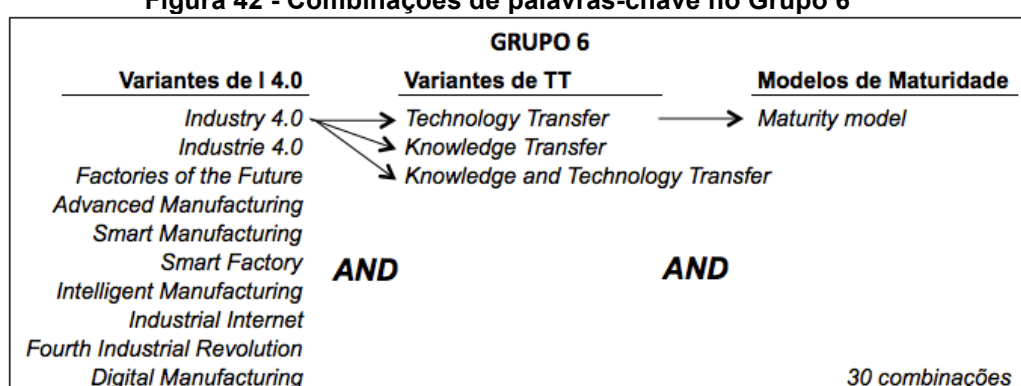 Figura 42 - Combinações de palavras-chave no Grupo 6
GRUPO 6
Variantes de I 4.0 Variantes de TT Modelos de Maturidade
Industry 4.0 Technology Transfer Maturity model
Industrie 4.0 Knowledge Transfer
Factories of the Future Knowledge and Technology Transfer
Advanced Manufacturing
Smart Manufacturing
Smart Factory AND AND
Intelligent Manufacturing
Industrial Internet
Fourth Industrial Revolution
Digital Manufacturing 30 combinações